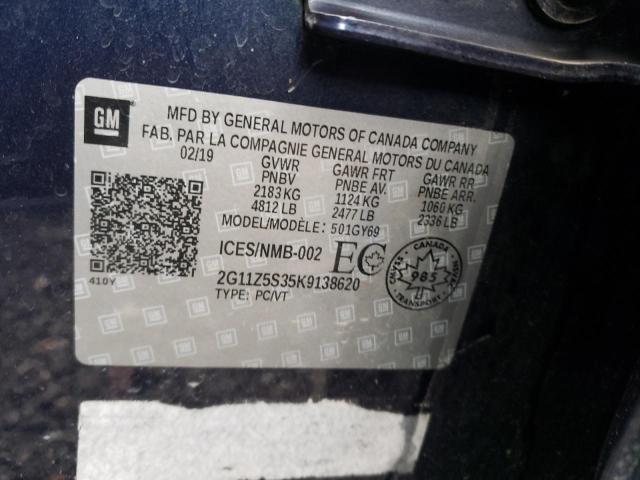 GM
MFD BY GENERAL MOTORS OF CANADA COMPANY
FAB. PAR LA COMPAGNIE GENERAL MOTORS DU CANADA
02/19 GVWR GAWR FRT GAWR RR
PNBV PNBE AV. PNBE ARR.
2183 KG 1124 KG 1060 KG
4812 LB 2477 LB 2336 LB
MODEL/MODÈLE: 501GY69
ICES/NMB-002 EC
CANADA
983
TRANSPORT
410Y
2G11Z5S35K9138620
TYPE: PC/VT